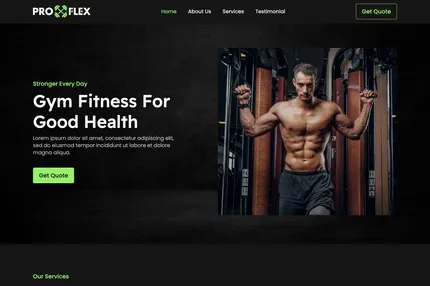 PRO FLEX
Home
About Us
Services
Testimonial
Get Quote
Stronger Every Day
Gym Fitness For
Good Health
Lorem ipsum dolor sit amet, consectetur adipiscing elit,
sed do eiusmod tempor incididunt ut labore et dolore
magna aliqua.
Get Quote
Our Services